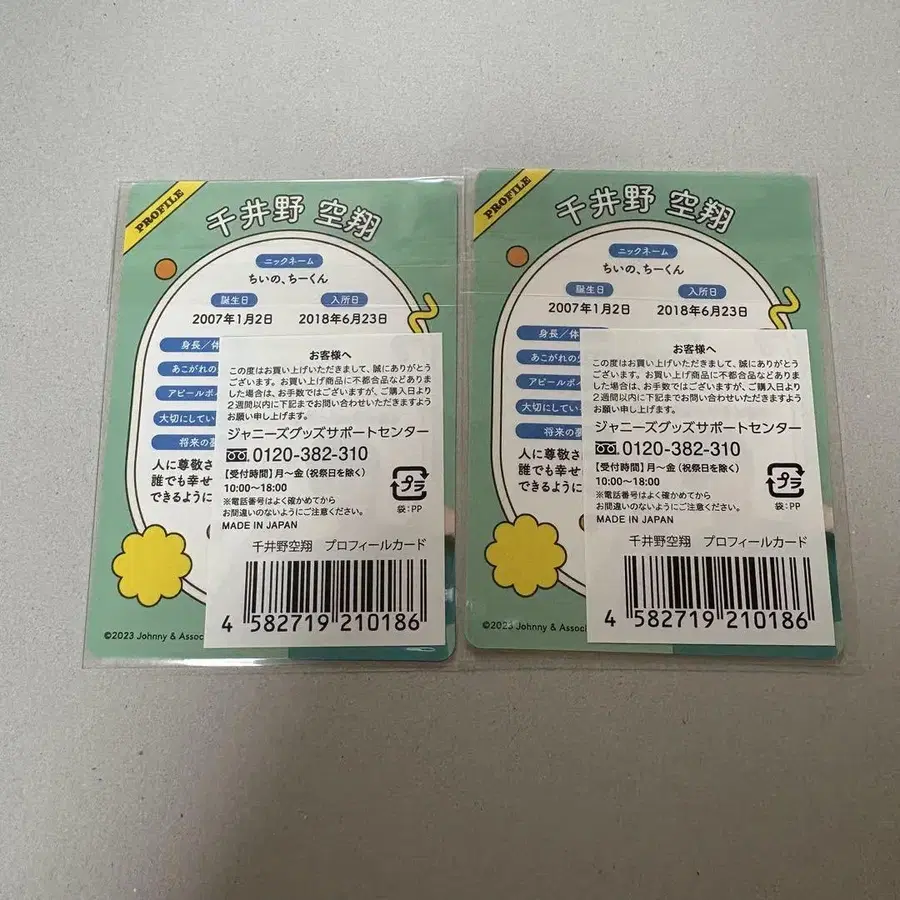 PROFILE
千井野 空翔
ニックネーム
ちいの、ちーくん
誕生日 入所日
2007年1月2日 2018年6月23日
身長/体
あこがれの
アピールポ
大切にしてい
将来の夢
人に尊敬さ
誰でも幸せ
できるように
©2023 Johnny & Assoc
お客様へ
この度はお買い上げいただきまして、誠にありがとう
ございます。お買い上げ商品に不都合品などありま
した場合は、お手数ではございますが、ご購入日より
2週間以内に下記までお問い合わせいただきますよう
お願い申し上げます。
ジャニーズグッズサポートセンター
0120-382-310
【受付時間】月〜金(祝祭日を除く)
10:00〜18:00
※電話番号はよく確かめてから
お間違いのないようにご注意ください。
MADE IN JAPAN
プラ
袋:PP
千井野空翔 プロフィールカード
4 582719 210186
PROFILE
千井野 空翔
ニックネーム
ちいの、ちーくん
誕生日 入所日
2007年1月2日 2018年6月23日
身長/体
あこがれの
アピールポ
大切にしてい
将来の夢
人に尊敬さ
誰でも幸せ
できるように
©2023 Johnny & Assoc
お客様へ
この度はお買い上げいただきまして、誠にありがとう
ございます。お買い上げ商品に不都合品などありま
した場合は、お手数ではございますが、ご購入日より
2週間以内に下記までお問い合わせいただきますよう
お願い申し上げます。
ジャニーズグッズサポートセンター
0120-382-310
【受付時間】月〜金(祝祭日を除く)
10:00〜18:00
※電話番号はよく確かめてから
お間違いのないようにご注意ください。
MADE IN JAPAN
プラ
袋:PP
千井野空翔 プロフィールカード
4 582719 210186